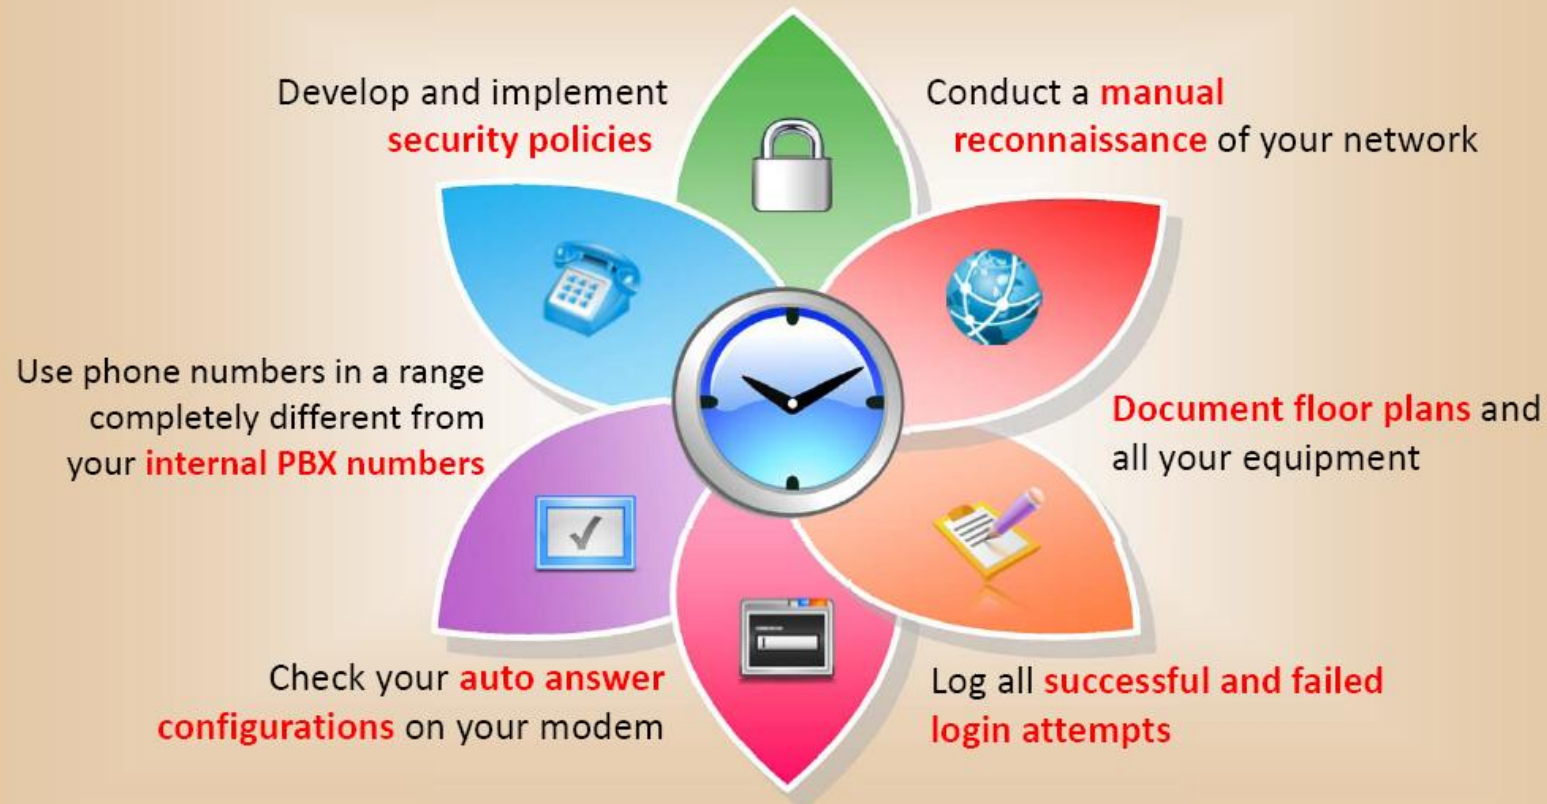 Develop and implement
security policies
Conduct a manual
reconnaissance of your network
Use phone numbers in a range
completely different from
your internal PBX numbers
Document floor plans and
all your equipment
Check your auto answer
configurations on your modem
Log all successful and failed
login attempts